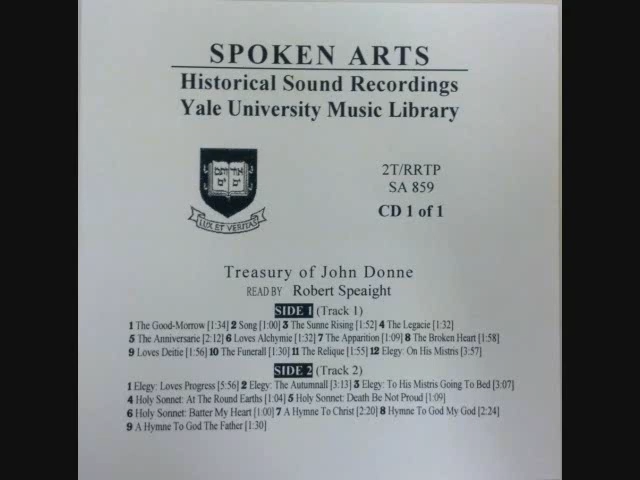 SPOKEN ARTS
Historical Sound Recordings
Yale University Music Library
אורים
ותמים
LUX ET VERITAS
2T/RRTP
SA 859
CD 1 of 1
Treasury of John Donne
READ BY Robert Speaight
SIDE 1 (Track 1)
1 The Good-Morrow [1:34] 2 Song [1:00] 3 The Sunne Rising [1:52] 4 The Legacie [1:32]
5 The Anniversarie [2:12] 6 Loves Alchymie [1:32] 7 The Apparition [1:09] 8 The Broken Heart [1:58]
9 Loves Deitie [1:56] 10 The Funerall [1:30] 11 The Relique [1:55] 12 Elegy: On His Mistris [3:57]
SIDE 2 (Track 2)
1 Elegy: Loves Progress [5:56] 2 Elegy: The Autumnall [3:13] 3 Elegy: To His Mistris Going To Bed [3:07]
4 Holy Sonnet: At The Round Earths [1:04] 5 Holy Sonnet: Death Be Not Proud [1:09]
6 Holy Sonnet: Batter My Heart [1:00] 7 A Hymne To Christ [2:20] 8 Hymne To God My God [2:24]
9 A Hymne To God The Father [1:30]